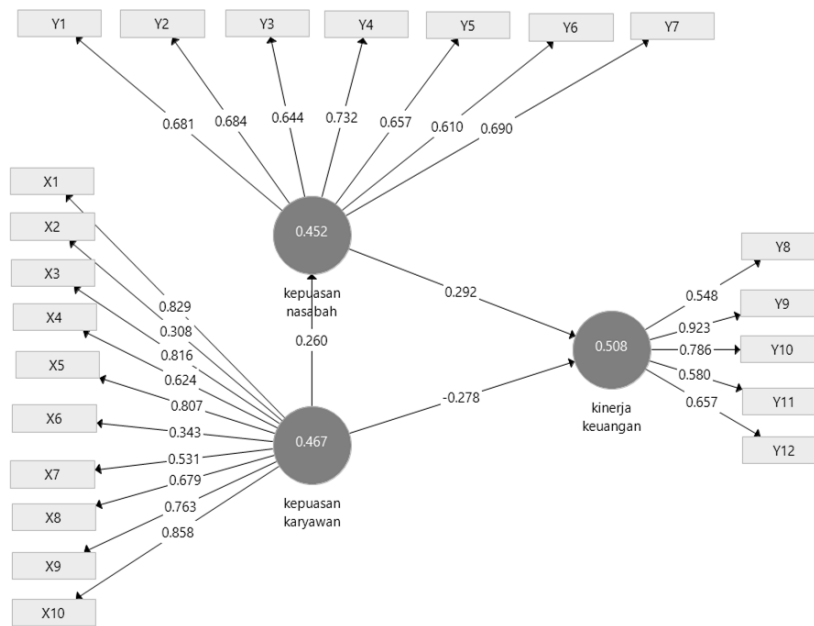 Y1
Y2
Y3
Y4
Y5
Y6
Y7
0.681
0.684
0.644
0.732
0.657
0.610
0.690
0.452
kepuasan
nasabah
X1
X2
X3
X4
X5
X6
X7
X8
X9
X10
0.829
0.308
0.816
0.624
0.807
0.343
0.531
0.679
0.763
0.858
0.260
0.467
kepuasan
karyawan
0.292
-0.278
0.508
kinerja
keuangan
0.548
0.923
0.786
0.580
0.657
Y8
Y9
Y10
Y11
Y12